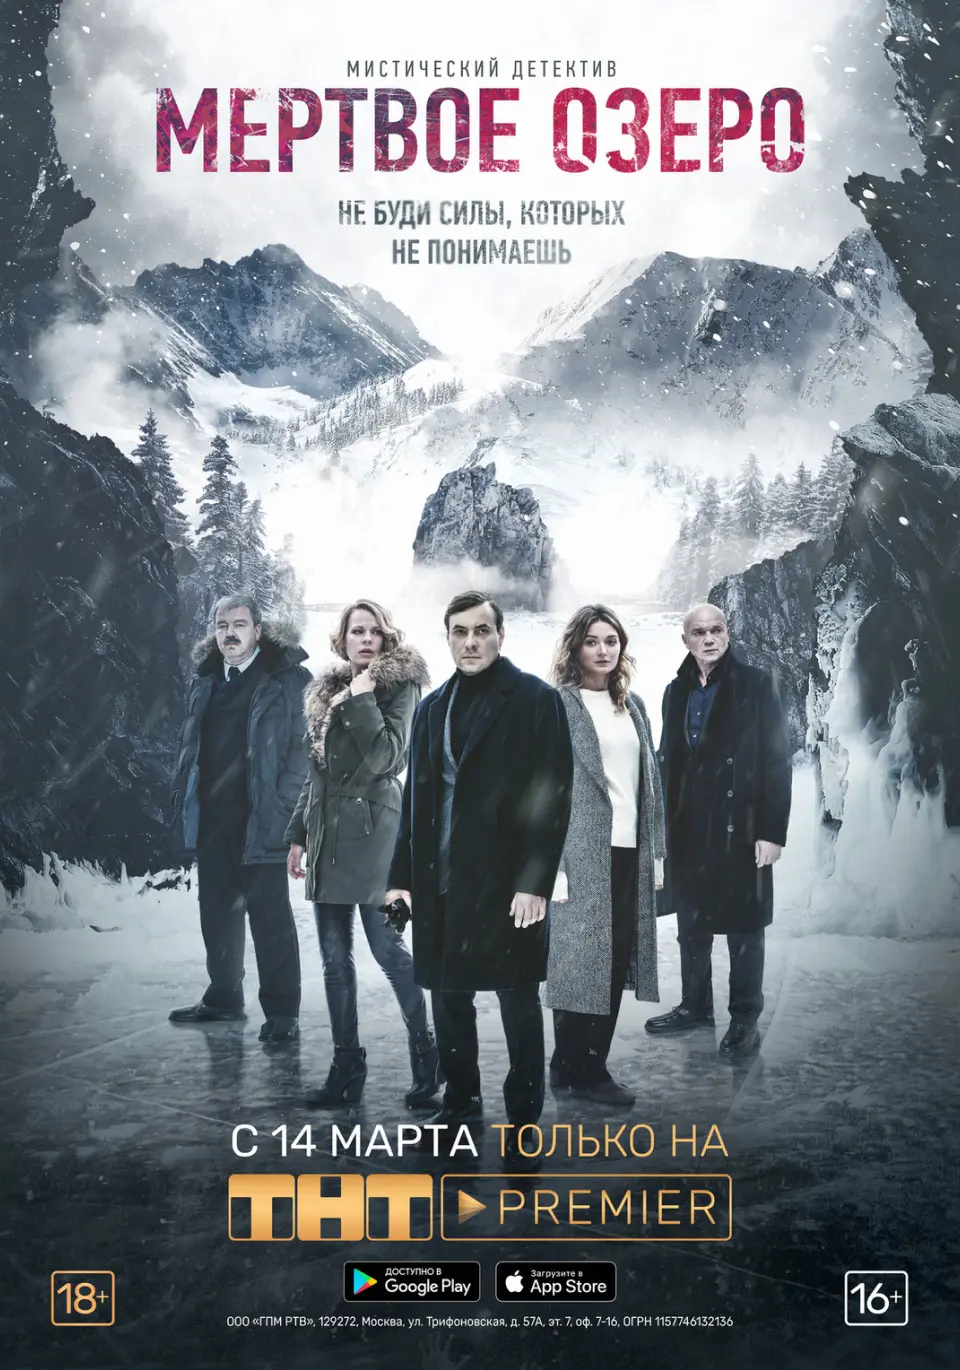 МИСТИЧЕСКИЙ ДЕТЕКТИВ
МЕРТВОЕ ОЗЕРО
НЕ БУДИ СИЛЫ, КОТОРЫХ
НЕ ПОНИМАЕШЬ
С 14 МАРТА ТОЛЬКО НА
ТНТ PREMIER
ДОСТУПНО В
Google Play
Загрузите в
App Store
18+
16+
ООО «ГПМ РТВ», 129272, Москва, ул. Трифоновская, д. 57А, эт. 7, оф. 7-16, ОГРН 1157746132136